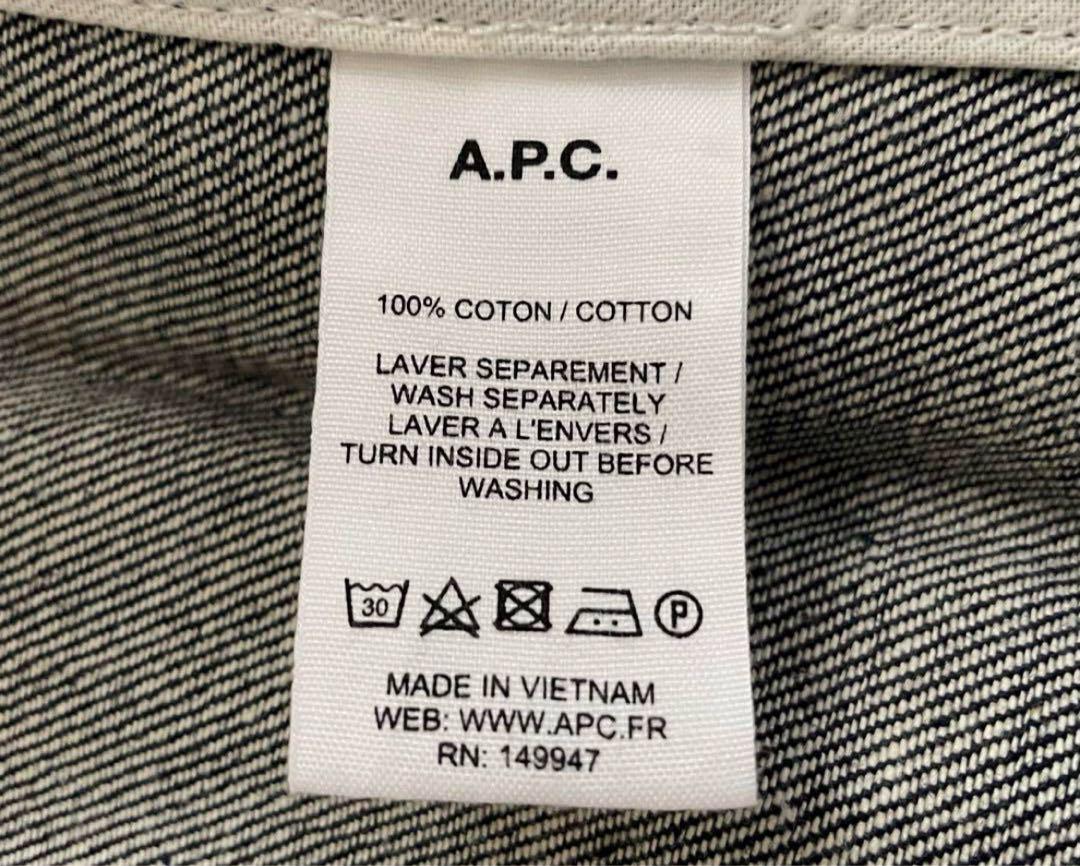 A.P.C.
100% COTON / COTTON
LAVER SEPAREMENT /
WASH SEPARATELY
LAVER A L'ENVERS /
TURN INSIDE OUT BEFORE
WASHING
30
P
MADE IN VIETNAM
WEB: WWW.APC.FR
RN: 149947